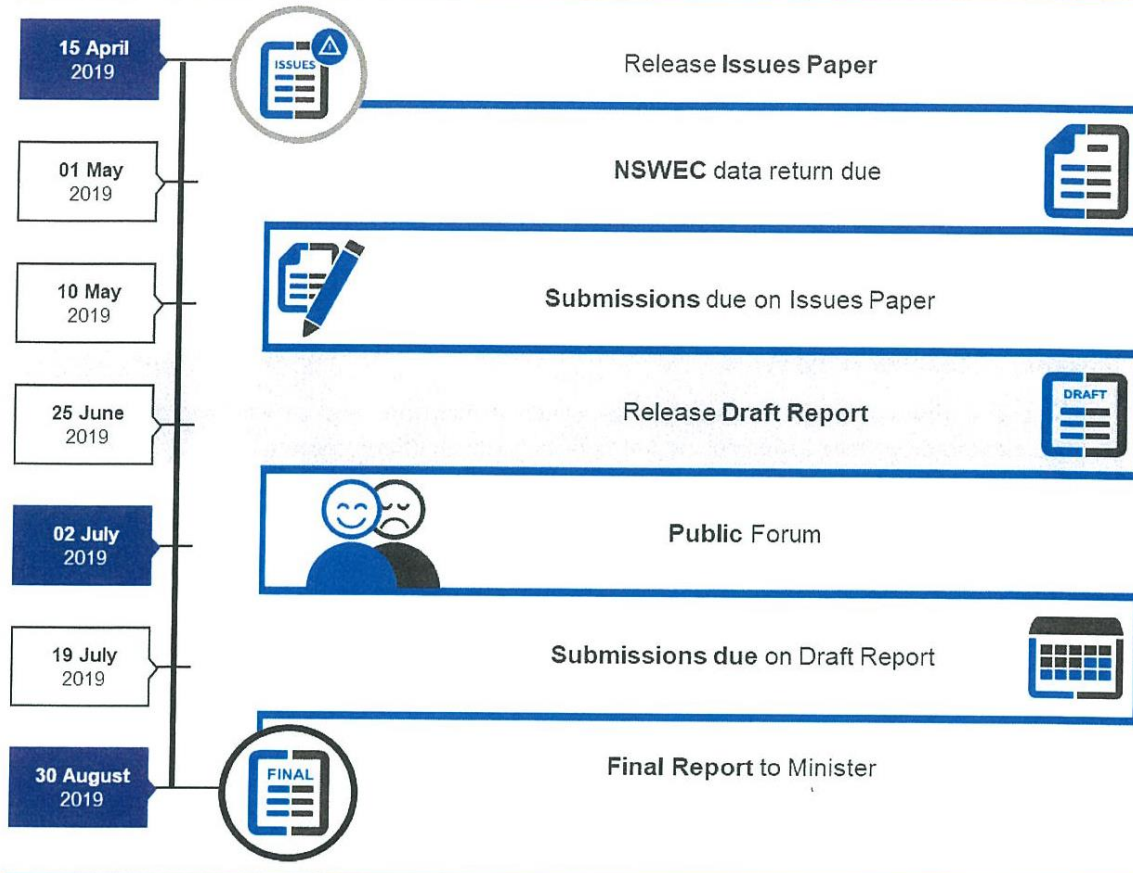 15 April
2019
ISSUES
Release Issues Paper
01 May
2019
NSWEC data return due
10 May
2019
Submissions due on Issues Paper
25 June
2019
Release Draft Report
DRAFT
02 July
2019
Public Forum
19 July
2019
Submissions due on Draft Report
30 August
2019
FINAL
Final Report to Minister